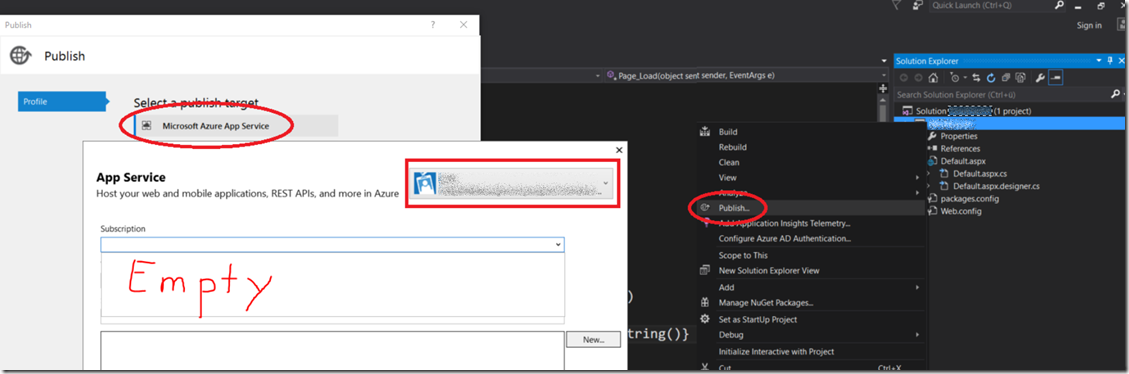 Publish
?
Publish
Profile
Select a publish target
Microsoft Azure App Service
App Service
Host your web and mobile applications, REST APIs, and more in Azure
Subscription
Empty
New...
Page_Load(object sent sender, EventArgs e)
)
tring()}
Build
Rebuild
Clean
View
Analyze
Publish...
Add Application Insights Telemetry...
Configure Azure AD Authentication...
Scope to This
New Solution Explorer View
Add
Manage NuGet Packages...
Set as StartUp Project
Debug
Initialize Interactive with Project
Cut Ctrl+X
Quick Launch (Ctrl+Q)
Sign in
Solution Explorer
Search Solution Explorer (Ctrl+ü)
Solution (1 project)
Properties
References
Default.aspx
Default.aspx.cs
Default.aspx.designer.cs
packages.config
Web.config